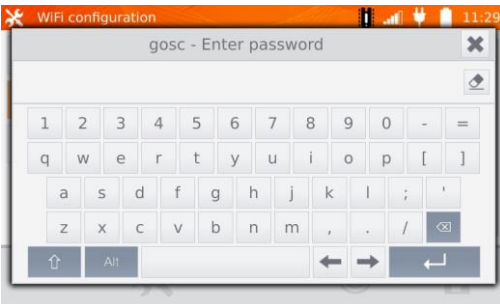 WiFi configuration 11:29
gosc - Enter password
1 2 3 4 5 6 7 8 9 0 - =
q w e r t y u i o p [ ]
a s d f g h j k l ; '
z x c v b n m , . /
Alt